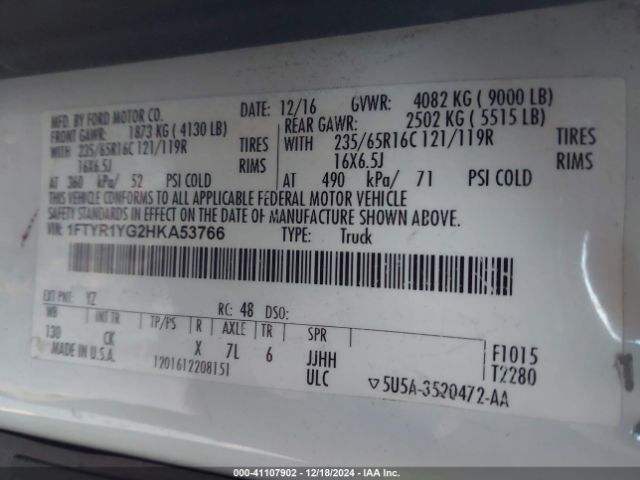 MFD. BY FORD MOTOR CO. DATE: 12/16 GVWR: 4082 KG ( 9000 LB)
FRONT GAWR: 1873 KG ( 4130 LB) REAR GAWR: 2502 KG ( 5515 LB)
WITH 235/65R16C 121/119R TIRES WITH 235/65R16C 121/119R TIRES
16X6.5J RIMS 16X6.5J RIMS
AT 360 kPa/ 52 PSI COLD AT 490 kPa/ 71 PSI COLD
THIS VEHICLE CONFORMS TO ALL APPLICABLE FEDERAL MOTOR VEHICLE
SAFETY STANDARDS IN EFFECT ON THE DATE OF MANUFACTURE SHOWN ABOVE.
VIN: 1FTYR1YG2HKA53766 TYPE: Truck
EXT PNT: YZ RC: 48 DSO:
WB INT TR TP/PS R AXLE TR SPR
130 CK X 7L 6 JJHH F1015
MADE IN U.S.A. 1201612208151 ULC T2280
5U5A-3520472-AA
000-41107902 - 12/18/2024 - IAA Inc.